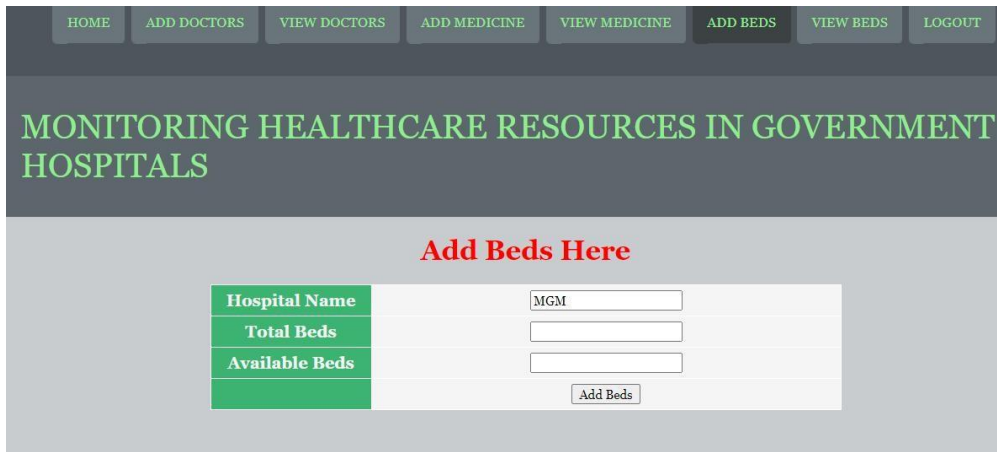 HOME ADD DOCTORS VIEW DOCTORS ADD MEDICINE VIEW MEDICINE ADD BEDS VIEW BEDS LOGOUT
MONITORING HEALTHCARE RESOURCES IN GOVERNMENT
HOSPITALS
Add Beds Here
Hospital Name MGM
Total Beds
Available Beds
Add Beds